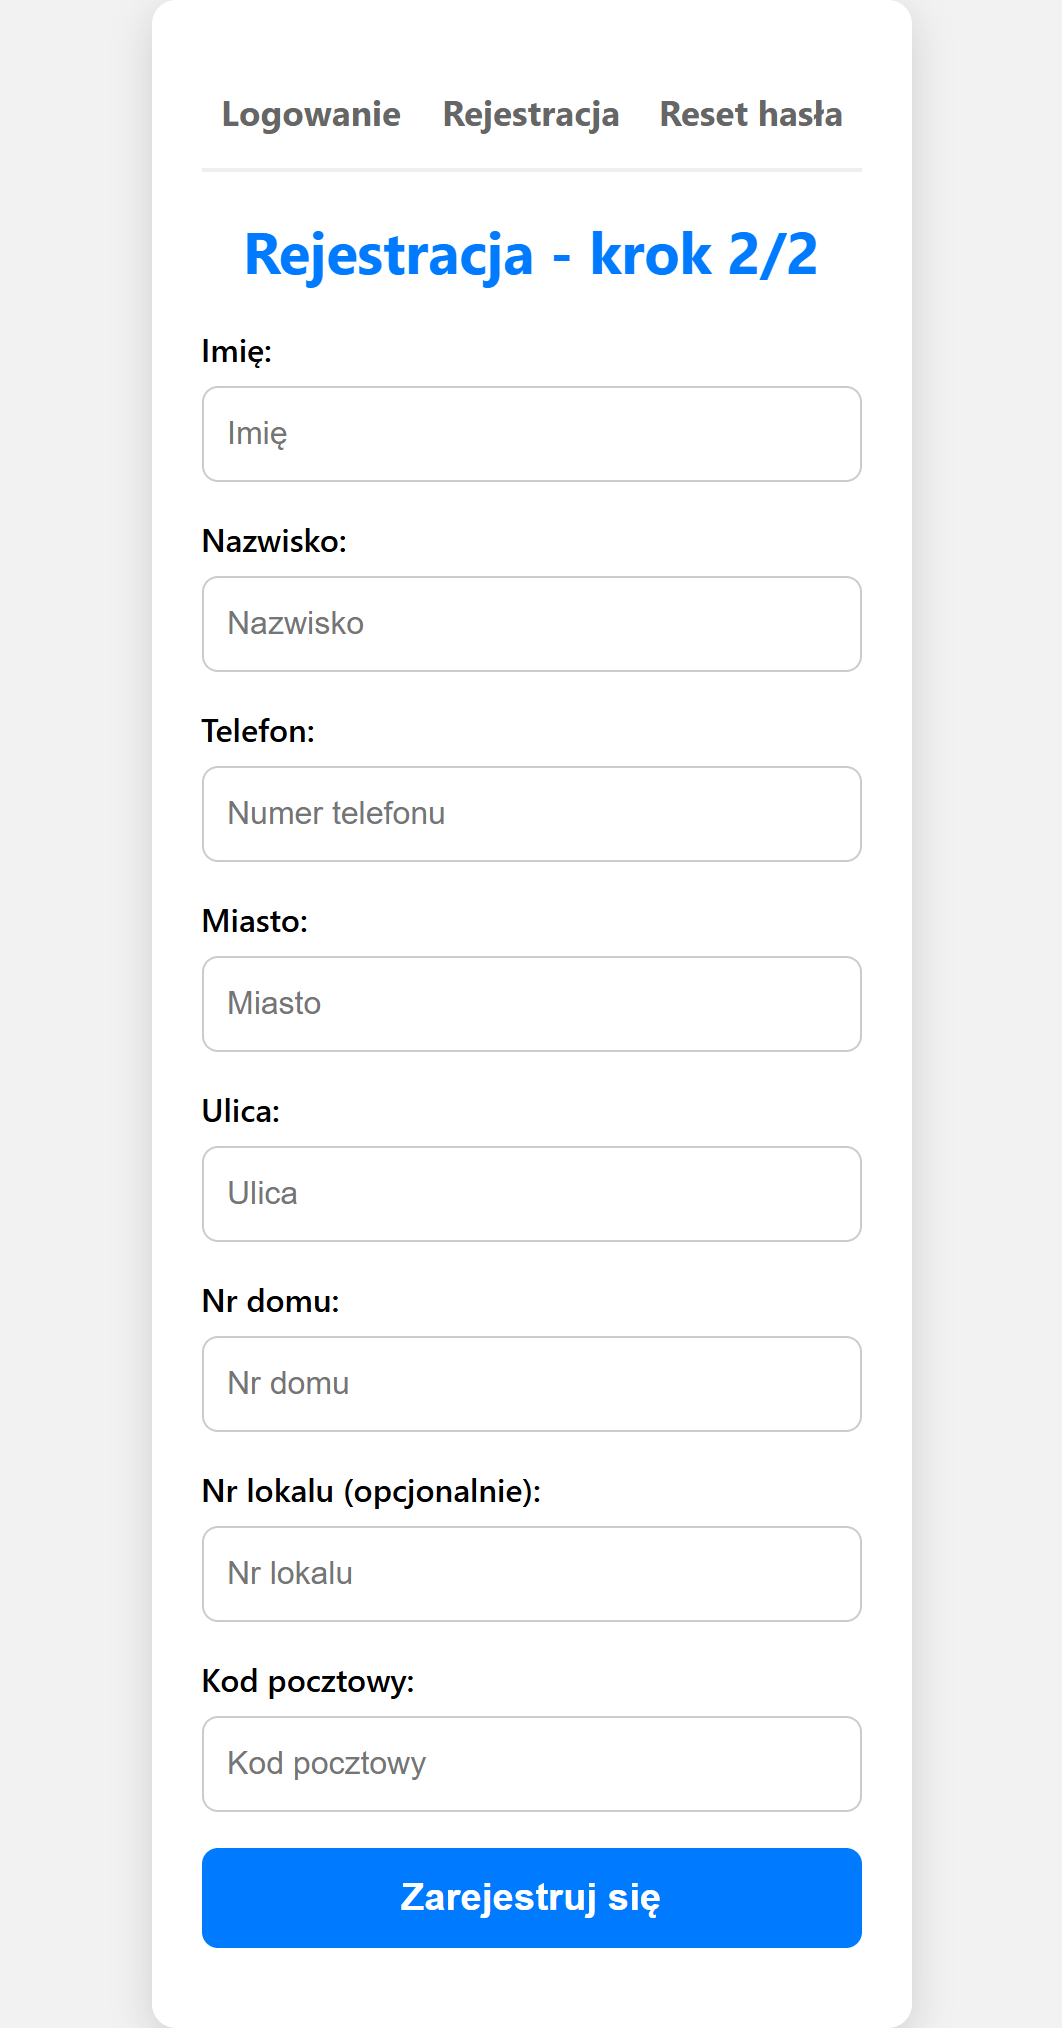 Logowanie Rejestracja Reset hasła
Rejestracja - krok 2/2
Imię:
Imię
Nazwisko:
Nazwisko
Telefon:
Numer telefonu
Miasto:
Miasto
Ulica:
Ulica
Nr domu:
Nr domu
Nr lokalu (opcjonalnie):
Nr lokalu
Kod pocztowy:
Kod pocztowy
Zarejestruj się